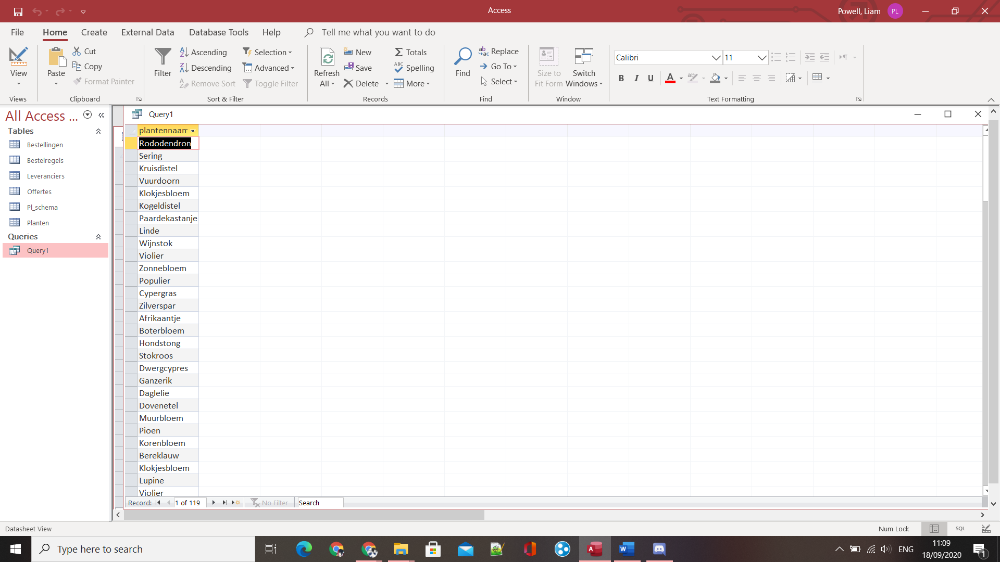 Access
Powell, Liam
PL
File
Home
Create
External Data
Database Tools
Help
Tell me what you want to do
View
Views
Paste
Cut
Copy
Format Painter
Clipboard
Filter
Ascending
Descending
Remove Sort
Selection
Advanced
Toggle Filter
Sort & Filter
Refresh
All
New
Save
Delete
Totals
Spelling
More
Records
Find
Replace
Go To
Select
Find
Size to
Fit Form
Switch
Windows
Window
Calibri
11
B I U
Text Formatting
All Access ...
Tables
Bestellingen
Bestelregels
Leveranciers
Offertes
Pl_schema
Planten
Queries
Query1
Query1
plantennaam
Rododendron
Sering
Kruisdistel
Vuurdoorn
Klokjesbloem
Kogeldistel
Paardekastanje
Linde
Wijnstok
Violier
Zonnebloem
Populier
Cypergras
Zilverspar
Afrikaantje
Boterbloem
Hondstong
Stokroos
Dwergcypres
Ganzerik
Daglelie
Dovenetel
Muurbloem
Pioen
Korenbloem
Bereklauw
Klokjesbloem
Lupine
Violier
Record:
1 of 119
No Filter
Search
Datasheet View
Num Lock
SQL
Type here to search
ENG
11:09
18/09/2020
1